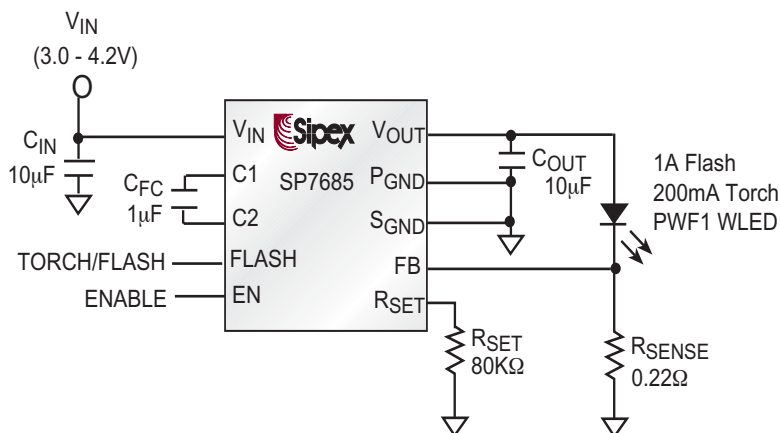 VIN
(3.0 - 4.2V)
CIN
10μF
CFC
1μF
TORCH/FLASH
ENABLE
VIN
C1
C2
FLASH
EN
Sipex
SP7685
VOUT
PGND
SGND
FB
RSET
COUT
10μF
1A Flash
200mA Torch
PWF1 WLED
RSET
80KΩ
RSENSE
0.22Ω